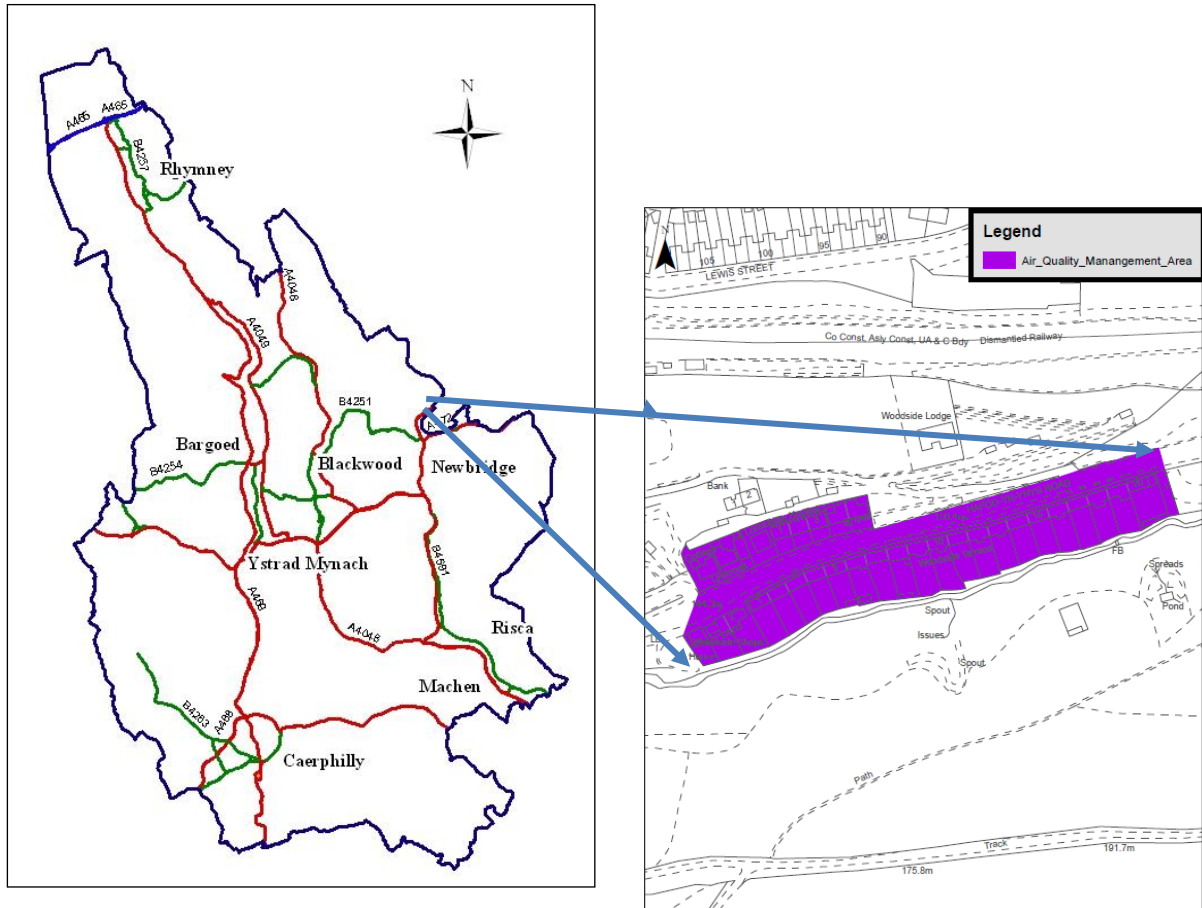 N
A465
A465
B4257
Rhymney
A4048
A4049
B4251
Bargoed
Blackwood
Newbridge
B4254
Ystrad Mynach
A469
B4591
A4048
Risca
Machen
B4263
A468
Caerphilly
N
Legend
Air_Quality_Manangement_Area
105
100
95
90
LEWIS STREET
Co Const, Asly Const, UA & C Bdy Dismantled Railway
Woodside Lodge
Bank
1
2
FB
Spreads
Pond
Spout
Issues
Spout
Path
Track
191.7m
175.8m